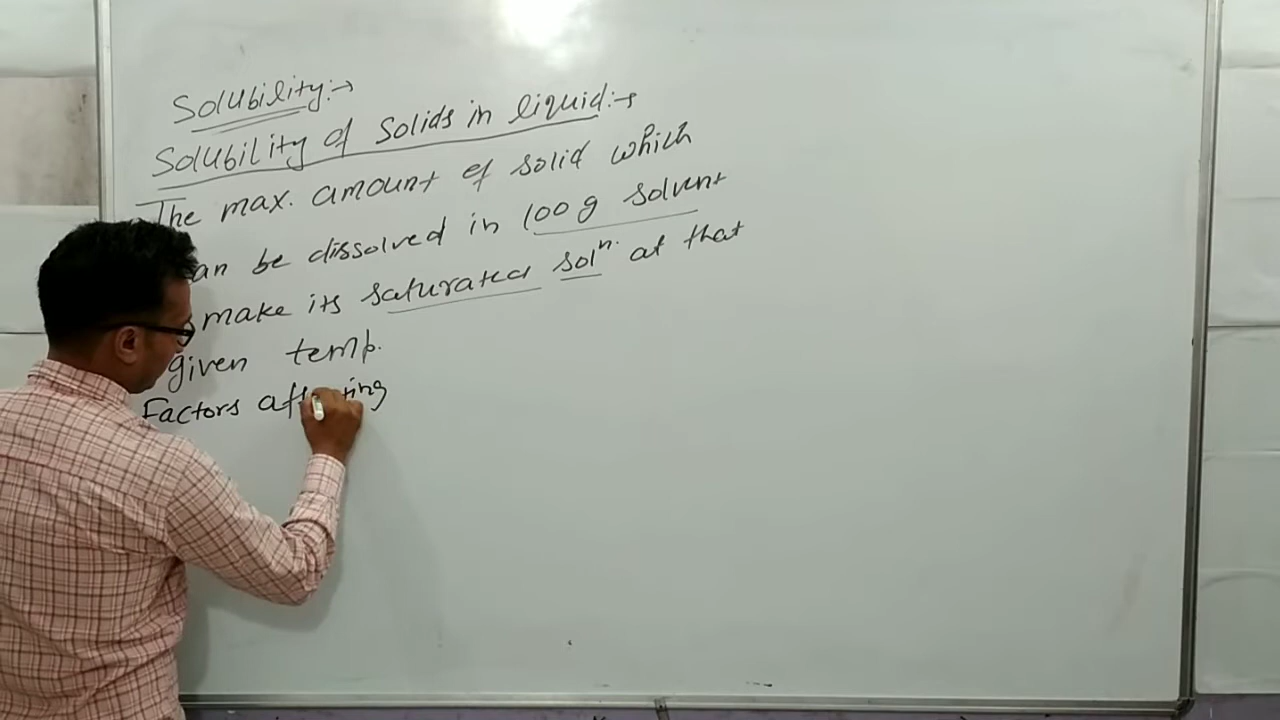 Solubility:→
Solubility of Solids in liquid:→
The max. amount of solid which
can be dissolved in 100 g solvent
make its saturated solⁿ. at that
given temp.
Factors affecting